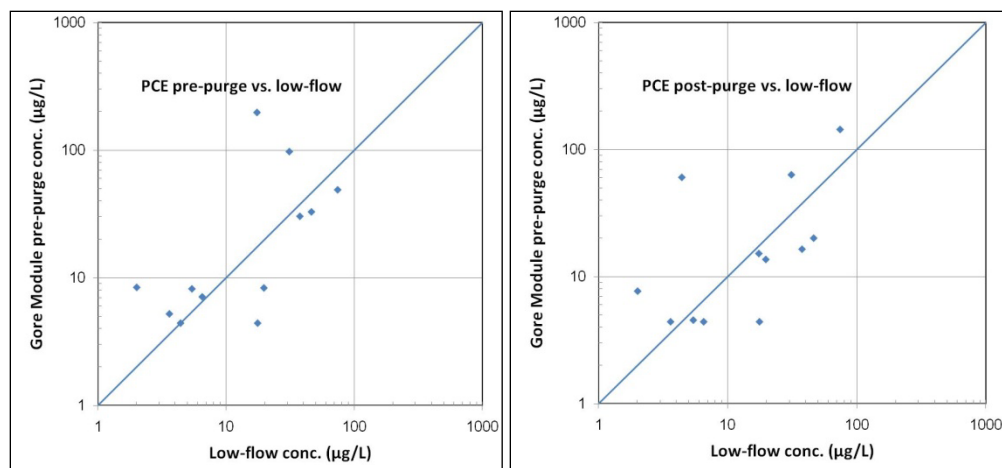 1000
100
10
1
Gore Module pre-purge conc. (µg/L)
PCE pre-purge vs. low-flow
1 10 100 1000
Low-flow conc. (µg/L)
1000
100
10
1
Gore Module pre-purge conc. (µg/L)
PCE post-purge vs. low-flow
1 10 100 1000
Low-flow conc. (µg/L)